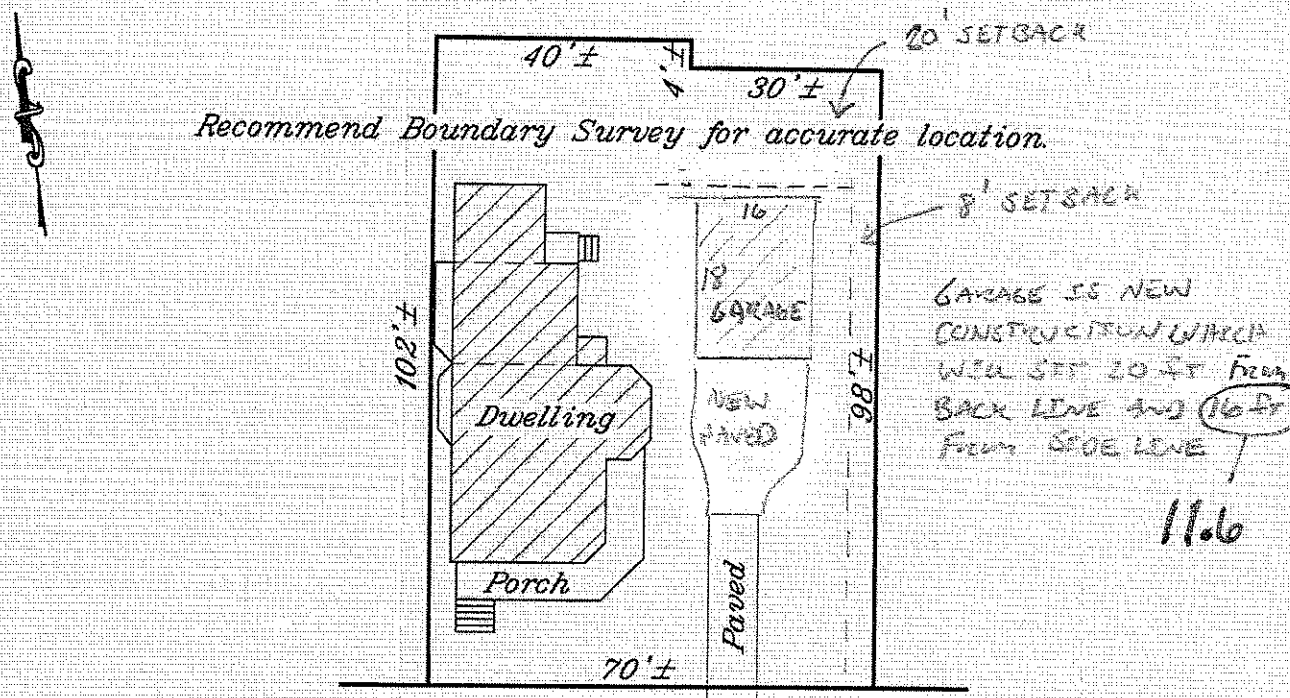 20' SETBACK
40'±
4'±
30'±
Recommend Boundary Survey for accurate location.
8' SETBACK
16
18
GARAGE
GARAGE IS NEW
CONSTRUCTION WHICH
WILL SIT 20 ft From
BACK LINE AND 16 ft
From SIDE LINE
11.6
102'±
98'±
Dwelling
NEW
PAVED
Porch
Paved
70'±